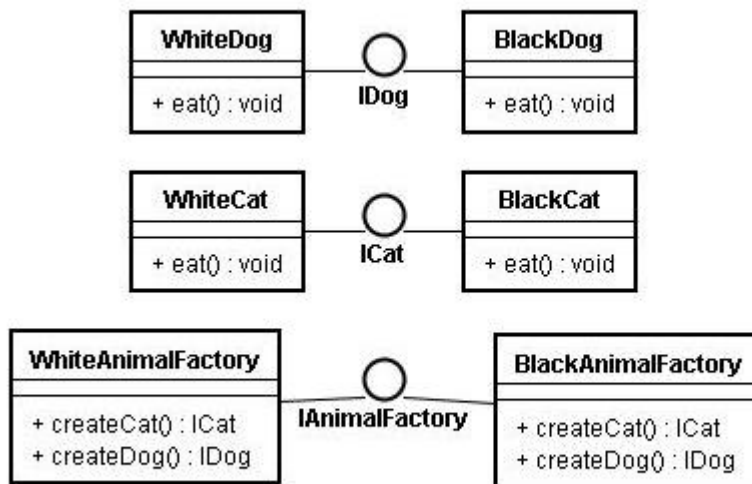 WhiteDog
+ eat() : void
IDog
BlackDog
+ eat() : void
WhiteCat
+ eat() : void
ICat
BlackCat
+ eat() : void
WhiteAnimalFactory
+ createCat() : ICat
+ createDog() : IDog
IAnimalFactory
BlackAnimalFactory
+ createCat() : ICat
+ createDog() : IDog